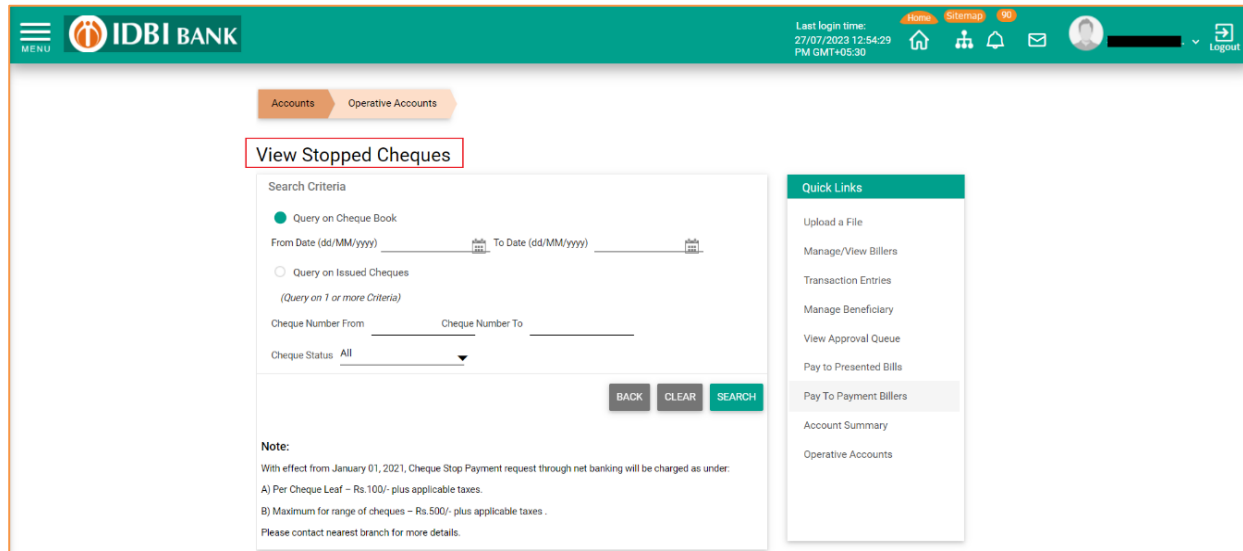 Home Sitemap 90
MENU
IDBI BANK
Last login time:
27/07/2023 12:54:29
PM GMT+05:30
Logout
Accounts Operative Accounts
View Stopped Cheques
Search Criteria
Query on Cheque Book
From Date (dd/MM/yyyy) To Date (dd/MM/yyyy)
Query on Issued Cheques
(Query on 1 or more Criteria)
Cheque Number From Cheque Number To
Cheque Status All
BACK CLEAR SEARCH
Note:
With effect from January 01, 2021, Cheque Stop Payment request through net banking will be charged as under:
A) Per Cheque Leaf – Rs.100/- plus applicable taxes.
B) Maximum for range of cheques – Rs.500/- plus applicable taxes .
Please contact nearest branch for more details.
Quick Links
Upload a File
Manage/View Billers
Transaction Entries
Manage Beneficiary
View Approval Queue
Pay to Presented Bills
Pay To Payment Billers
Account Summary
Operative Accounts